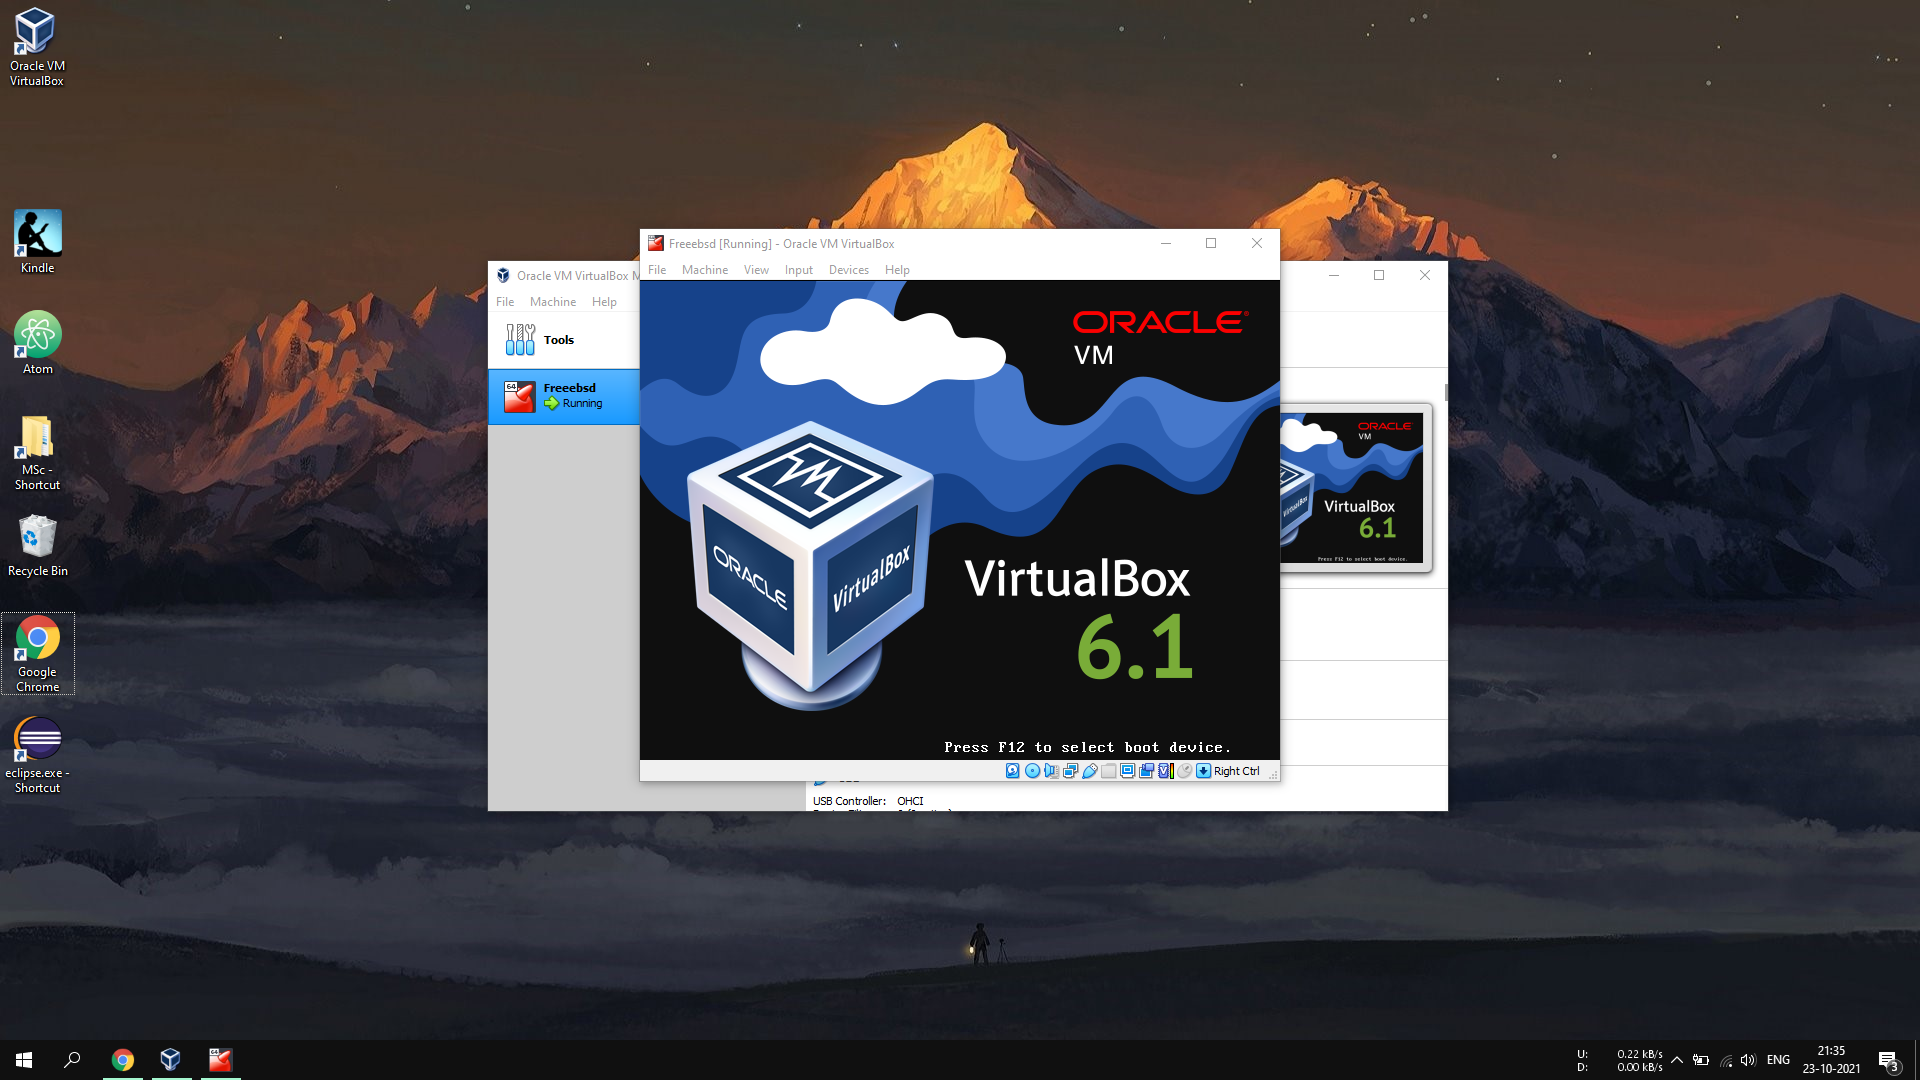 Oracle VM
VirtualBox
Kindle
Atom
MSc -
Shortcut
Recycle Bin
Google
Chrome
eclipse.exe -
Shortcut
Oracle VM VirtualBox M
File Machine Help
Tools
64
Freeebsd
Running
Freeebsd [Running] - Oracle VM VirtualBox
File Machine View Input Devices Help
ORACLE
VM
ORACLE
VirtualBox
VirtualBox
6.1
Press F12 to select boot device.
Right Ctrl
ORACLE
VM
VirtualBox
VirtualBox
6.1
Press F12 to select boot device.
USB Controller: OHCI
64
U: 0.22 kB/s
D: 0.00 kB/s
ENG
21:35
23-10-2021
3